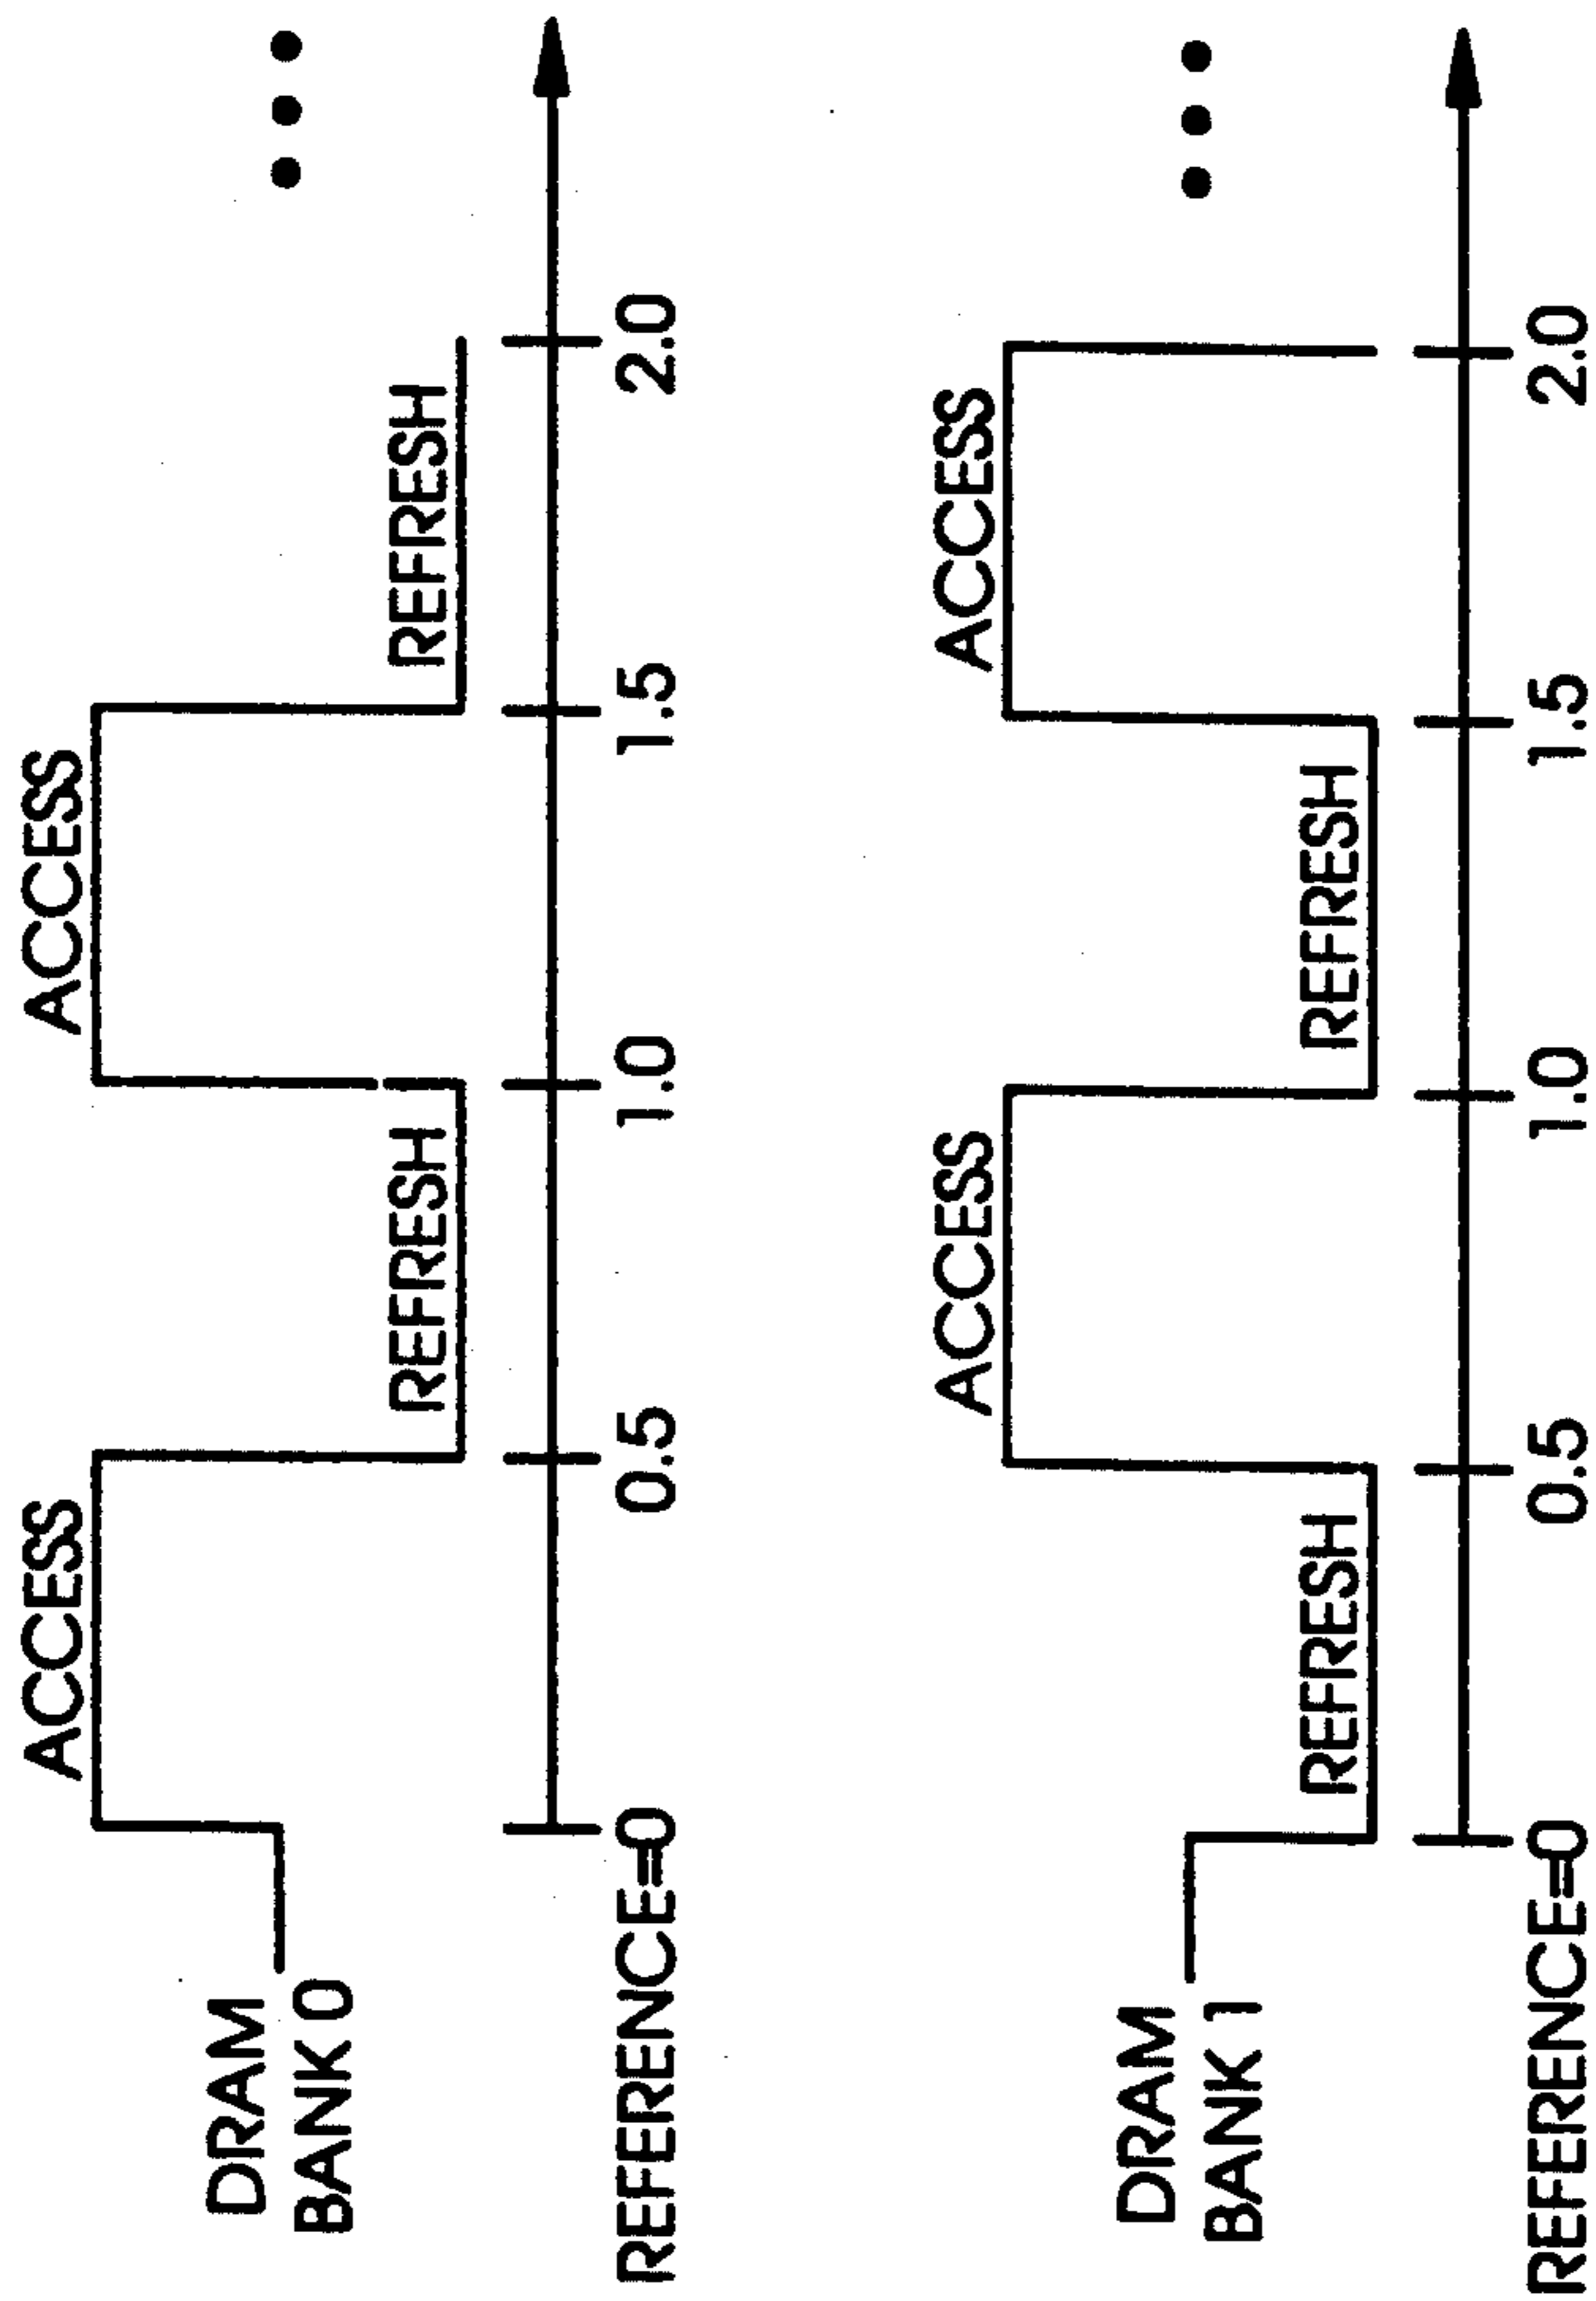 ACCESS
ACCESS
DRAM
BANK 0
REFRESH
REFRESH
REFERENCE=0
0.5
1.0
1.5
2.0
ACCESS
ACCESS
DRAM
BANK 1
REFRESH
REFRESH
REFERENCE=0
0.5
1.0
1.5
2.0